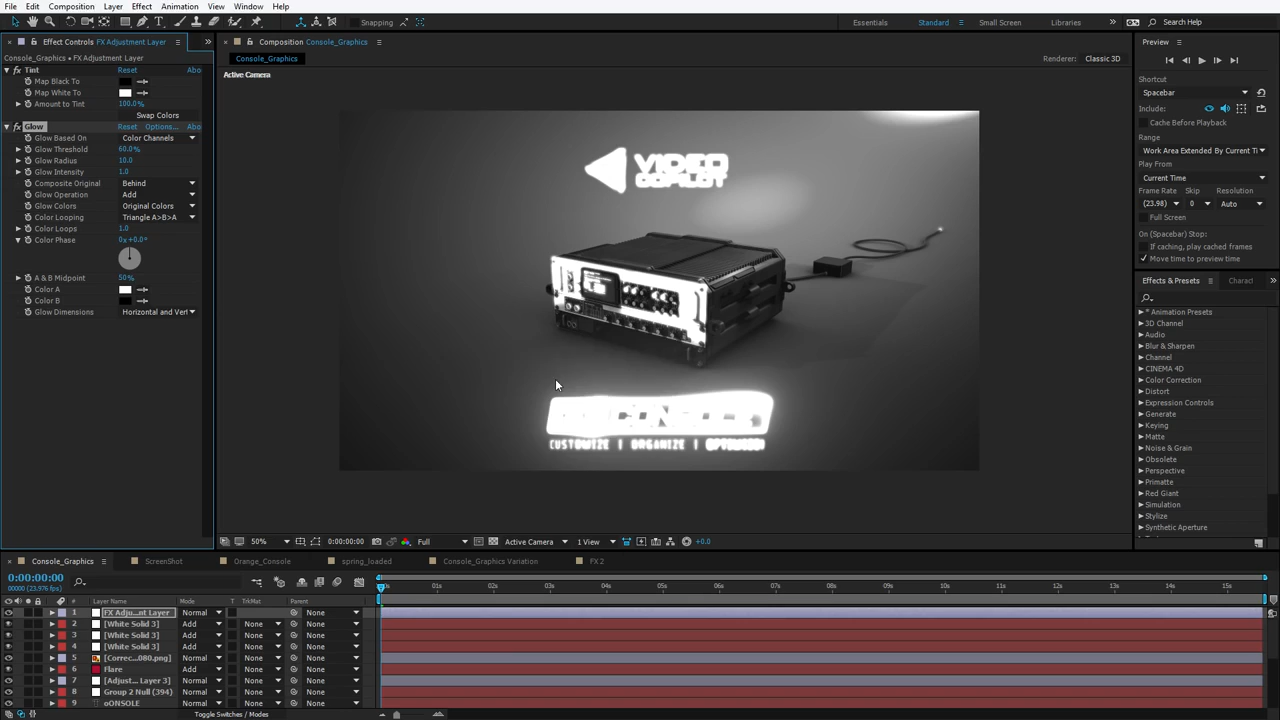 File Edit Composition Layer Effect Animation View Window Help
Snapping Essentials Standard Small Screen Libraries Search Help
Effect Controls FX Adjustment Layer
Console_Graphics • FX Adjustment Layer
fx Tint Reset Abo
Map Black To
Map White To
Amount to Tint 100.0%
Swap Colors
fx Glow Reset Options... Abo
Glow Based On Color Channels
Glow Threshold 60.0%
Glow Radius 10.0
Glow Intensity 1.0
Composite Original Behind
Glow Operation Add
Glow Colors Original Colors
Color Looping Triangle A>B>A
Color Loops 1.0
Color Phase 0x+0.0°
A & B Midpoint 50%
Color A
Color B
Glow Dimensions Horizontal and Vert
Composition Console_Graphics
Console_Graphics
Renderer: Classic 3D
Active Camera
VIDEO
COPILOT
CUSTOMIZE | ORGANIZE |
50% 0:00:00:00 Full Active Camera 1 View +0.0
Preview
Shortcut
Spacebar
Include:
Cache Before Playback
Range
Work Area Extended By Current Ti
Play From
Current Time
Frame Rate Skip Resolution
(23.98) 0 Auto
Full Screen
On (Spacebar) Stop:
If caching, play cached frames
Move time to preview time
Effects & Presets Charact
* Animation Presets
3D Channel
Audio
Blur & Sharpen
Channel
CINEMA 4D
Color Correction
Distort
Expression Controls
Generate
Keying
Matte
Noise & Grain
Obsolete
Perspective
Primatte
Red Giant
Simulation
Stylize
Synthetic Aperture
Console_Graphics ScreenShot Orange_Console spring_loaded Console_Graphics Variation FX 2
0:00:00:00
00000 (23.976 fps)
01s 02s 03s 04s 05s 06s 07s 08s 09s 10s 11s 12s 13s 14s 15s
# Layer Name Mode T TrkMat Parent
1 FX Adju...nt Layer Normal None
2 [White Solid 3] Add None None
3 [White Solid 3] Add None None
4 [White Solid 3] Add None None
5 [Correc...080.png] Normal None None
6 Flare Add None None
7 [Adjust... Layer 3] Normal None None
8 Group 2 Null (394) Normal None None
9 oONSOLE Normal None None
Toggle Switches / Modes